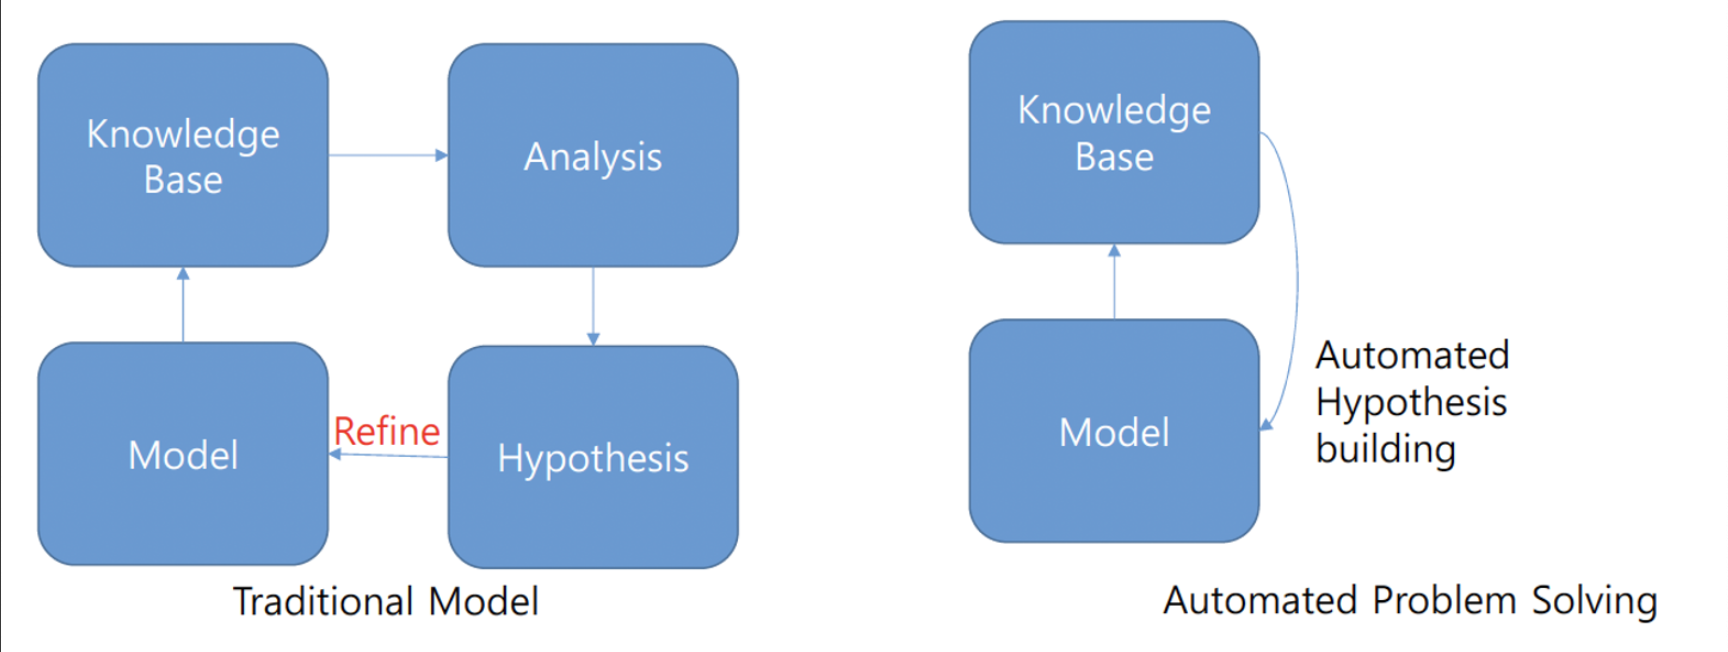 Knowledge
Base
Analysis
Model
Refine
Hypothesis
Traditional Model
Knowledge
Base
Model
Automated
Hypothesis
building
Automated Problem Solving